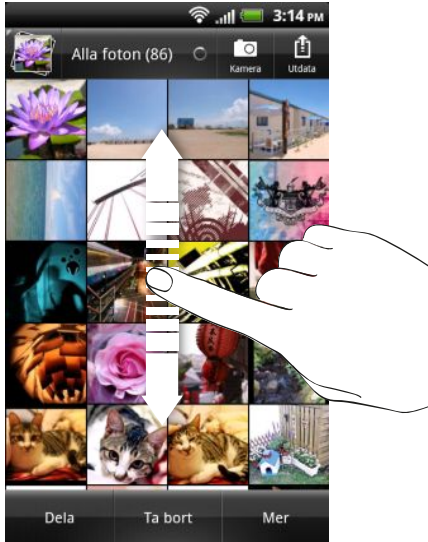 3:14 PM
Alla foton (86)
Kamera
Utdata
Dela
Ta bort
Mer